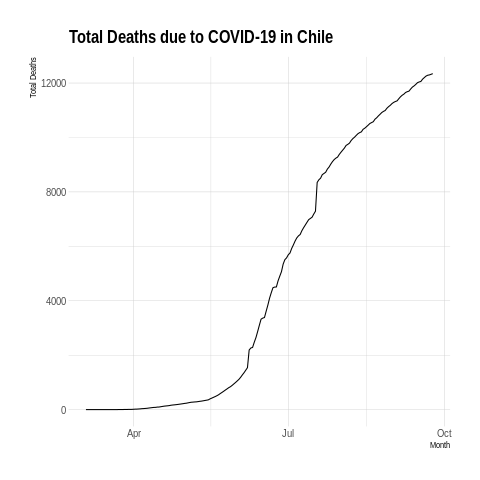 Total Deaths due to COVID-19 in Chile
Total Deaths
12000
8000
4000
0
Apr
Jul
Oct
Month